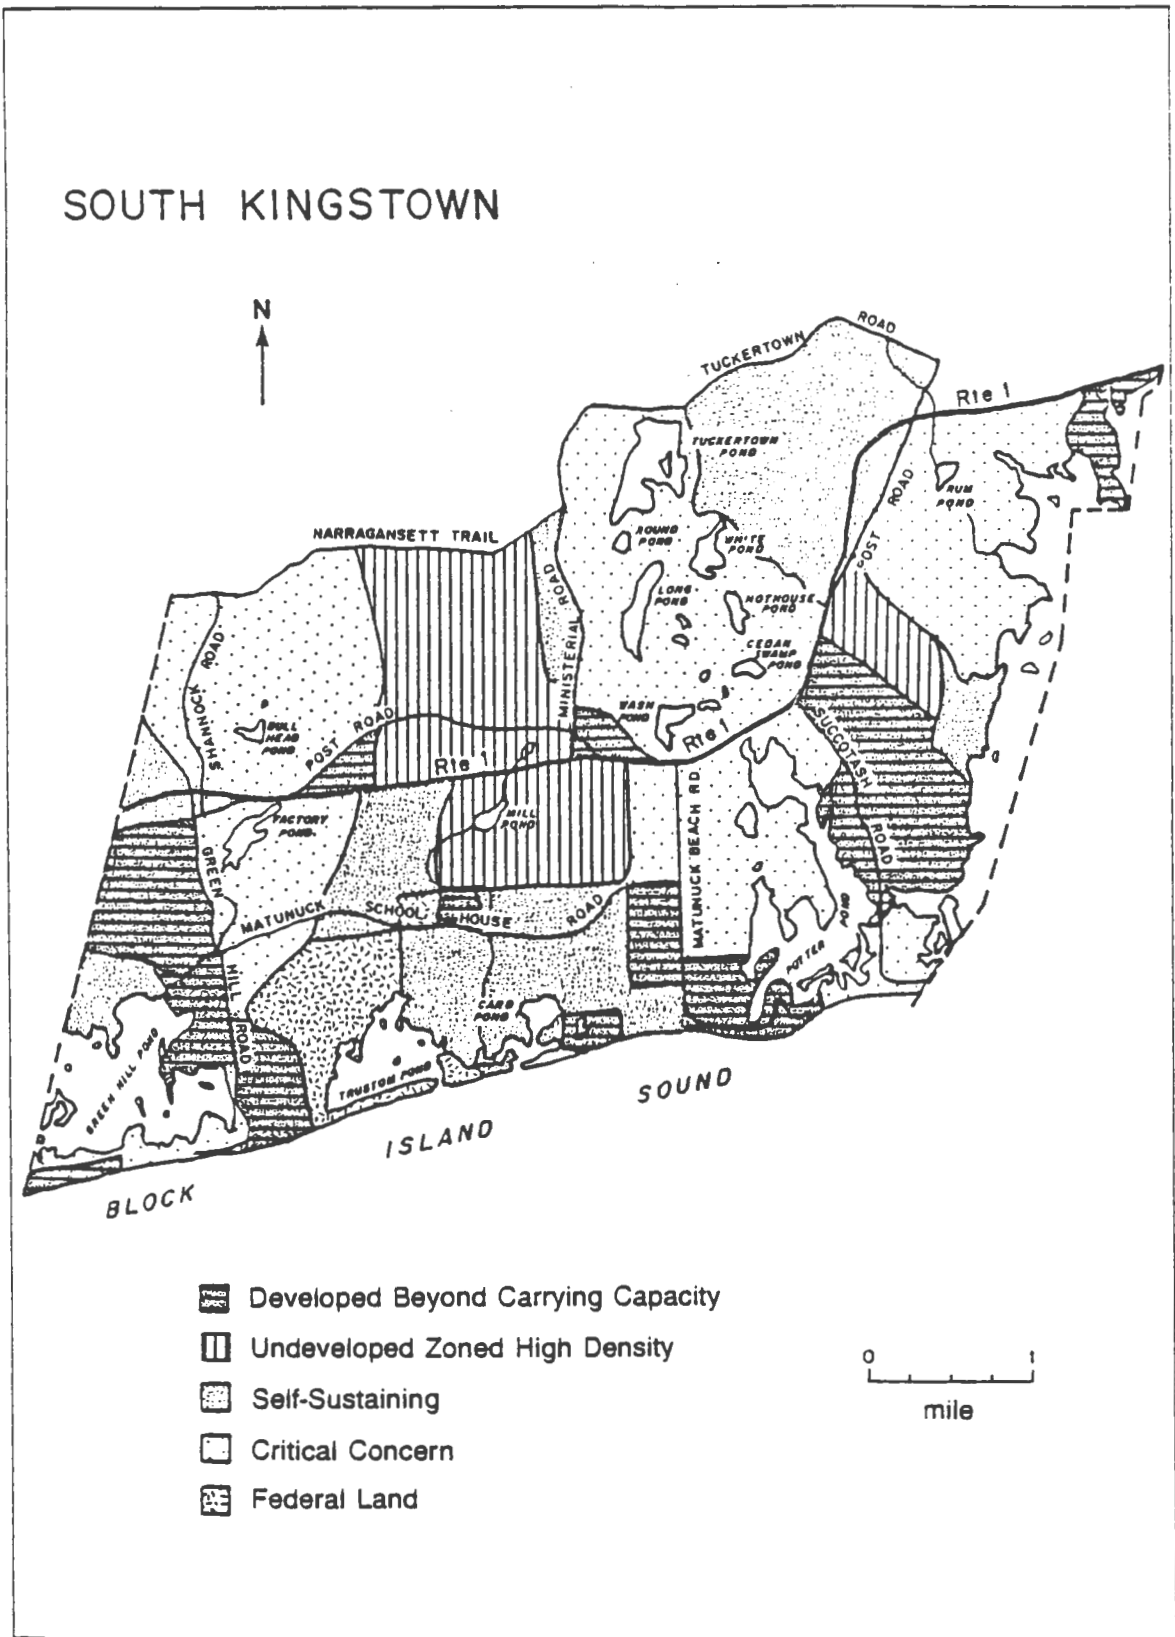 SOUTH KINGSTOWN
N
TUCKERTOWN ROAD
Rte 1
TUCKERTOWN
POND
RUM
POND
POST ROAD
NARRAGANSETT TRAIL
ROUND
POND
WHITE
POND
LONG
POND
HOTHOUSE
POND
CEDAR
SWAMP
POND
MINISTERIAL ROAD
SHANNOCK ROAD
BULL
HEAD
POND
POST ROAD
WASH
POND
Rte 1
Rte 1
SUCCOTASH ROAD
FACTORY
POND
MILL
POND
MATUNUCK BEACH RD.
GREEN HILL ROAD
MATUNUCK SCHOOL HOUSE ROAD
POTTER POND
CARD
POND
TRUSTOM POND
GREEN HILL POND
BLOCK ISLAND SOUND
Developed Beyond Carrying Capacity
Undeveloped Zoned High Density
Self-Sustaining
Critical Concern
Federal Land
0 1
mile